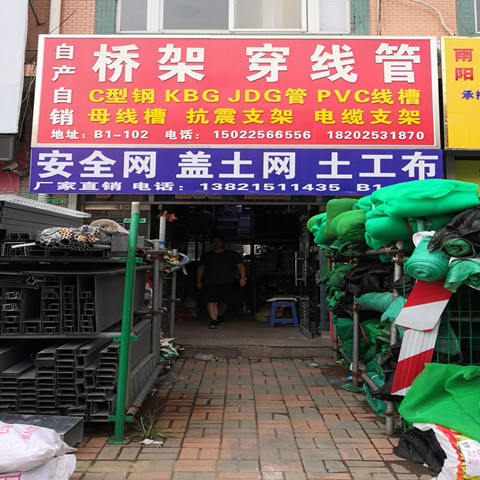 自产自销
桥架 穿线管
C型钢 KBG JDG管 PVC线槽
母线槽 抗震支架 电缆支架
地址：B1-102 电话：15022566556 18202531870
安全网 盖土网 土工布
厂家直销 电话：13821511435 B1
雨
阳
承